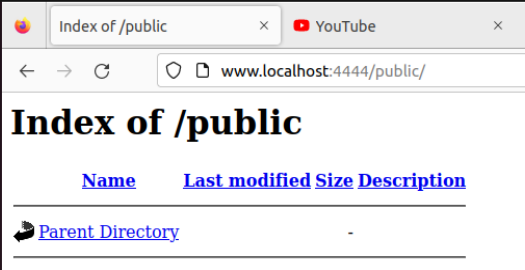 Index of /public × YouTube ×
www.localhost:4444/public/
Index of /public
Name Last modified Size Description
Parent Directory -